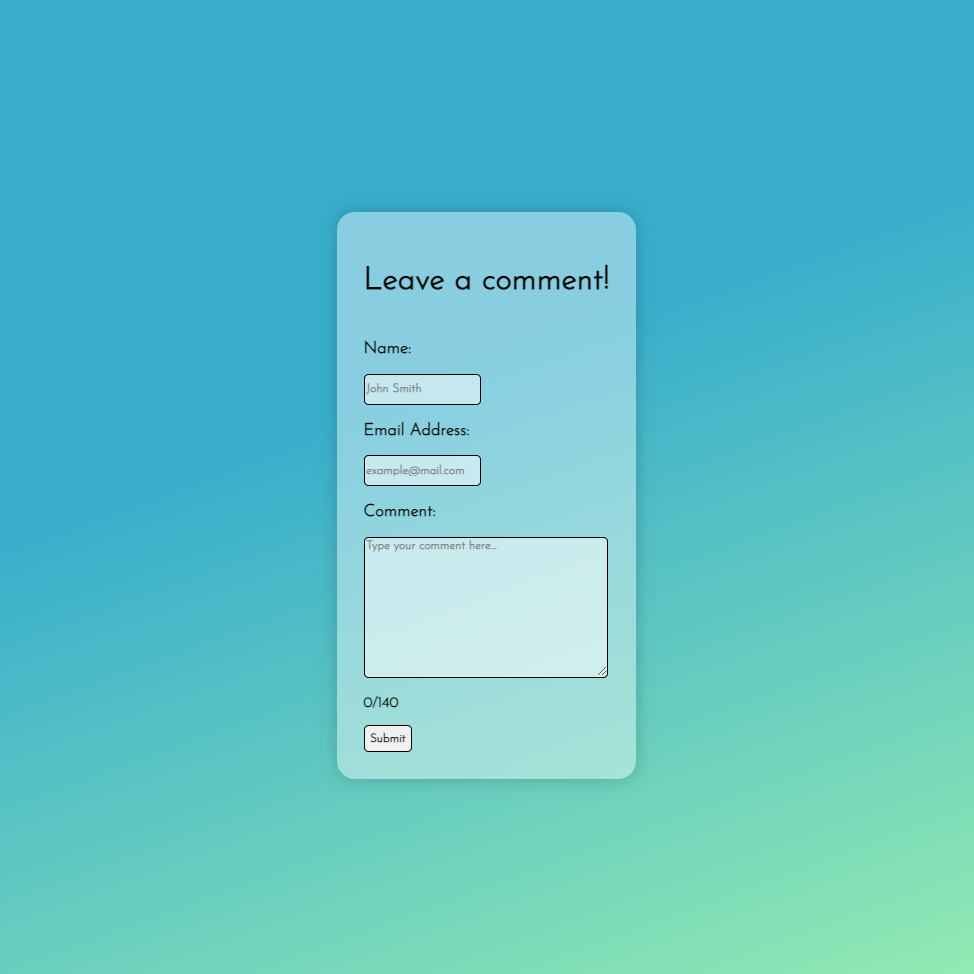 Leave a comment!
Name:
John Smith
Email Address:
example@mail.com
Comment:
Type your comment here...
0/140
Submit